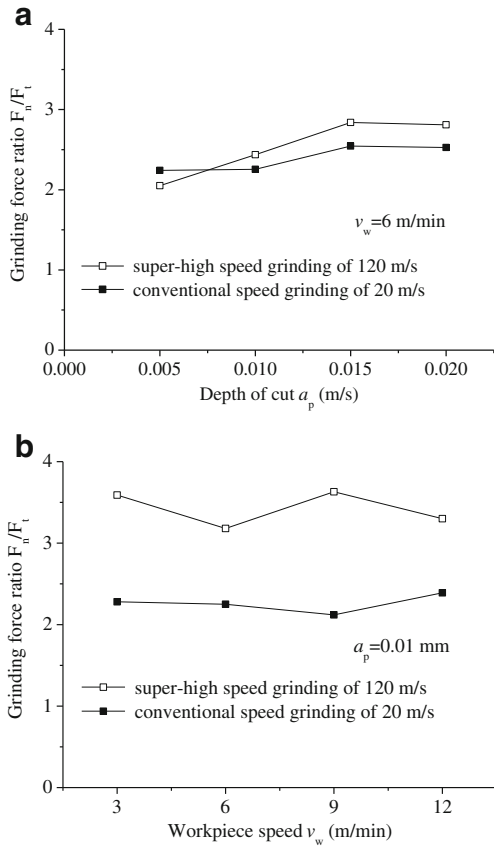 a
Grinding force ratio Fn/Ft
4
3
2
1
0
vw=6 m/min
super-high speed grinding of 120 m/s
conventional speed grinding of 20 m/s
0.000 0.005 0.010 0.015 0.020
Depth of cut ap (m/s)
b
Grinding force ratio Fn/Ft
4
3
2
1
0
ap=0.01 mm
super-high speed grinding of 120 m/s
conventional speed grinding of 20 m/s
3 6 9 12
Workpiece speed vw (m/min)